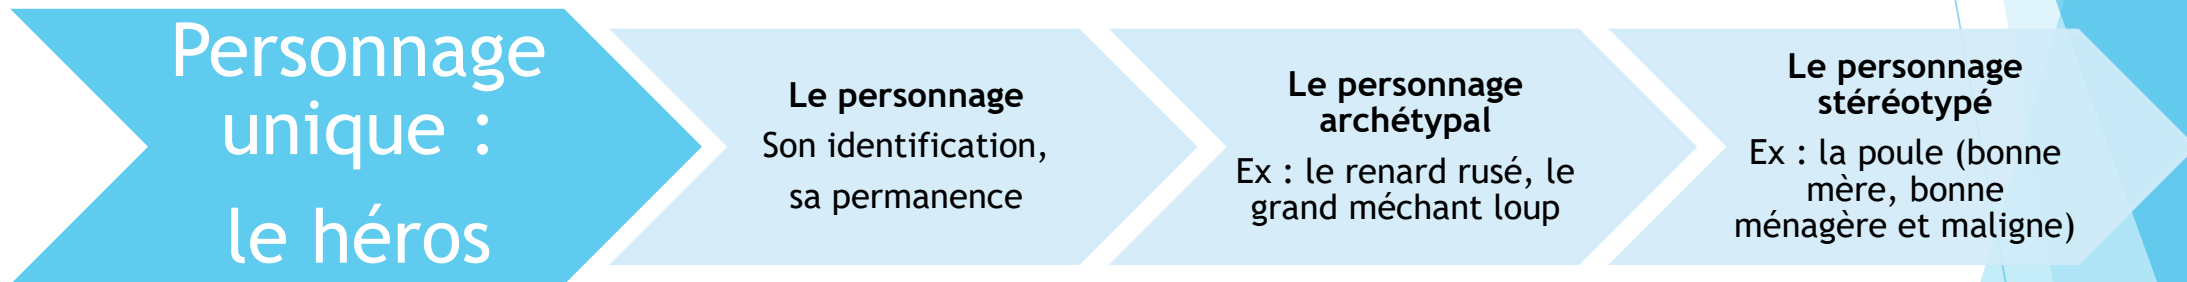 Personnage
unique :
le héros
Le personnage
Son identification,
sa permanence
Le personnage
archétypal
Ex : le renard rusé, le
grand méchant loup
Le personnage
stéréotypé
Ex : la poule (bonne
mère, bonne
ménagère et maligne)